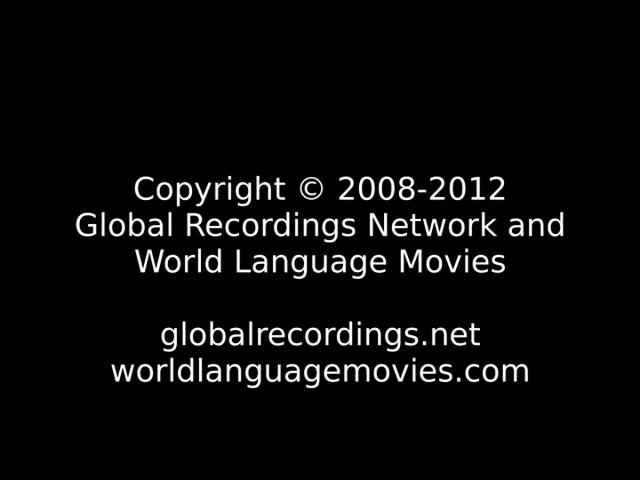 Copyright © 2008-2012
Global Recordings Network and
World Language Movies
globalrecordings.net
worldlanguagemovies.com